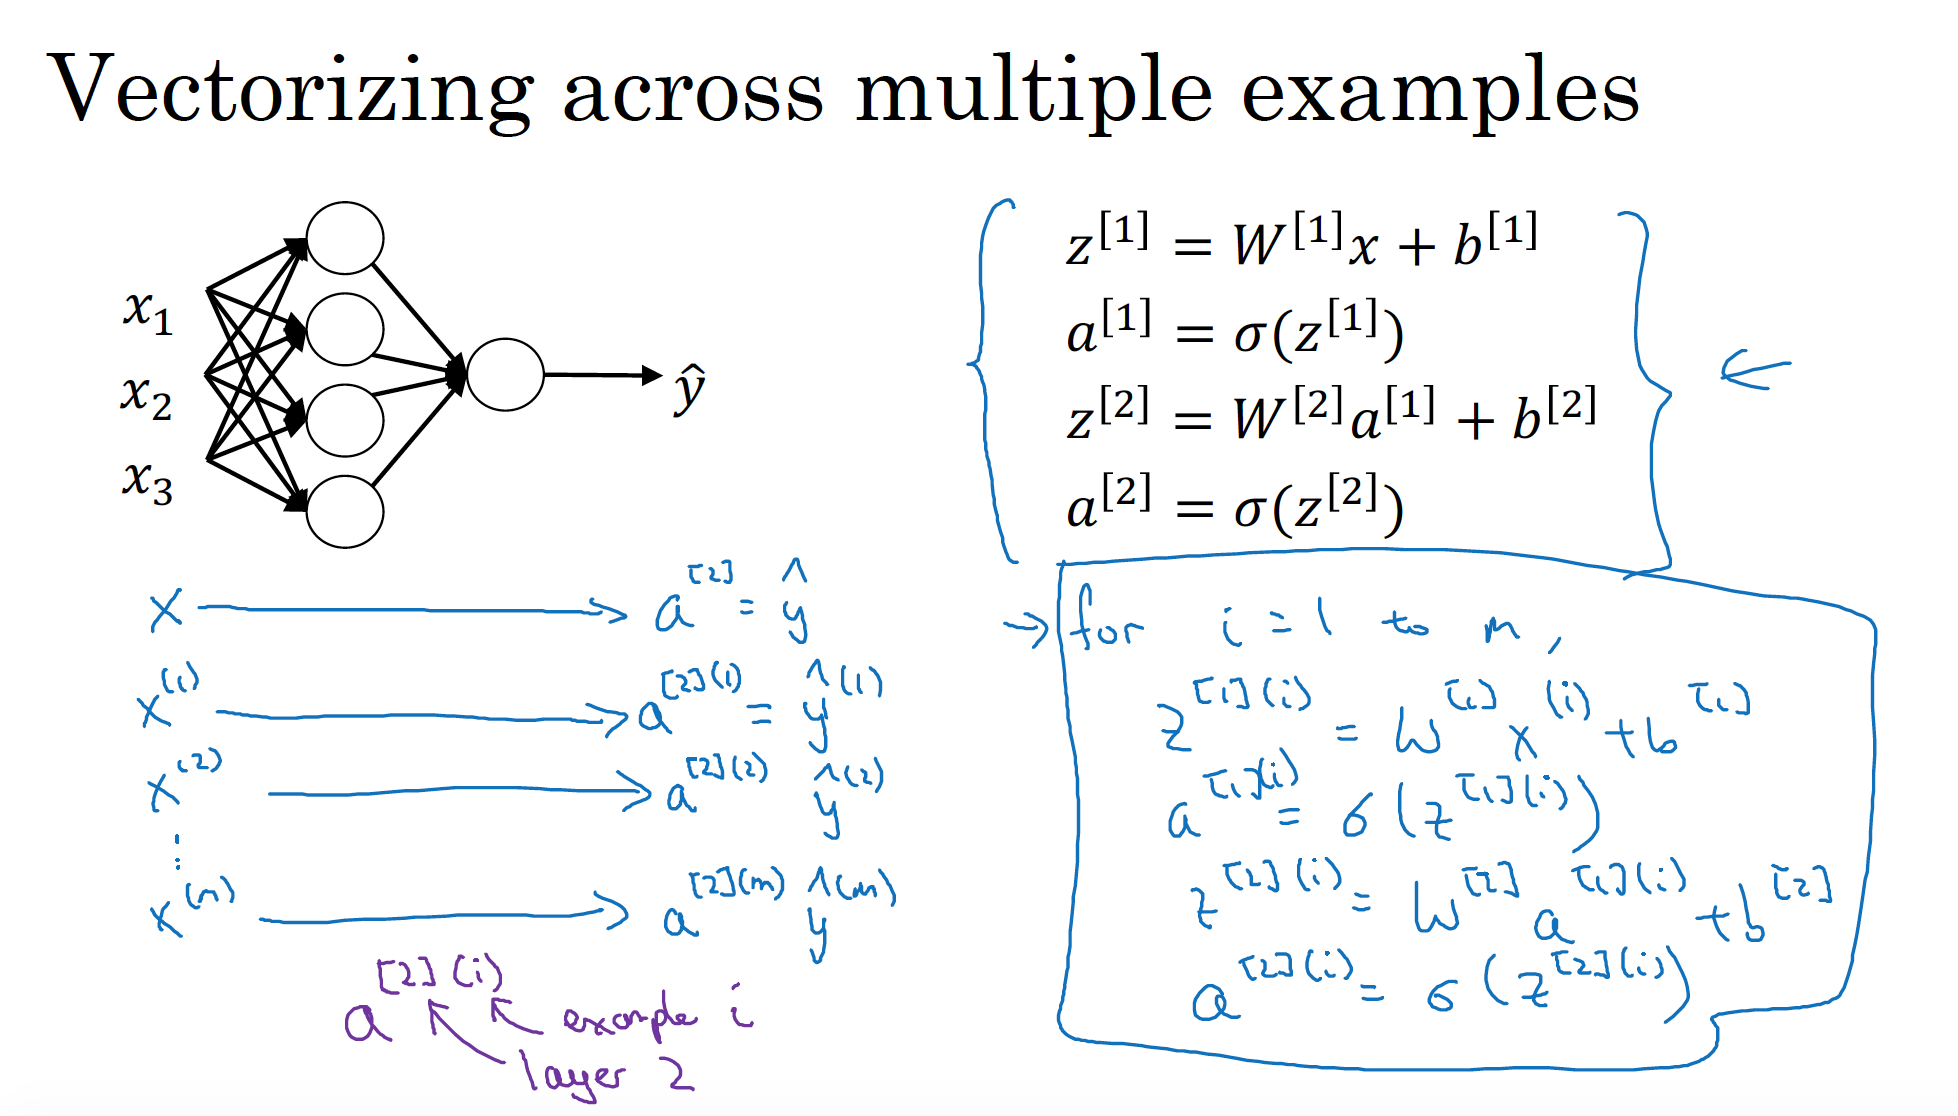 Vectorizing across multiple examples
x₁
x₂
x₃
ŷ
z^[1] = W^[1]x + b^[1]
a^[1] = σ(z^[1])
z^[2] = W^[2]a^[1] + b^[2]
a^[2] = σ(z^[2])
x → a^[2] = ŷ
x^(1) → a^[2](1) = ŷ^(1)
x^(2) → a^[2](2) ŷ^(2)
⋮
x^(m) → a^[2](m) ŷ^(m)
a^[2](i)
example i
layer 2
→ for i = 1 to m,
z^[1](i) = W^[1] x^(i) + b^[1]
a^[1](i) = σ(z^[1](i))
z^[2](i) = W^[2] a^[1](i) + b^[2]
a^[2](i) = σ(z^[2](i))